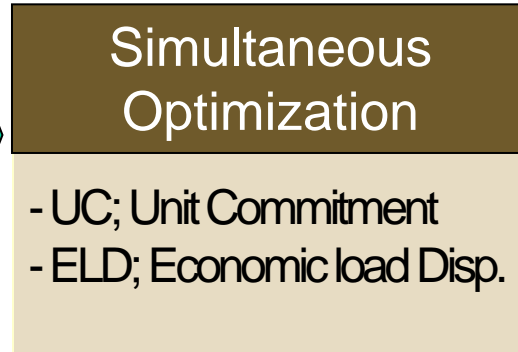 Simultaneous
Optimization
- UC; Unit Commitment
- ELD; Economic load Disp.